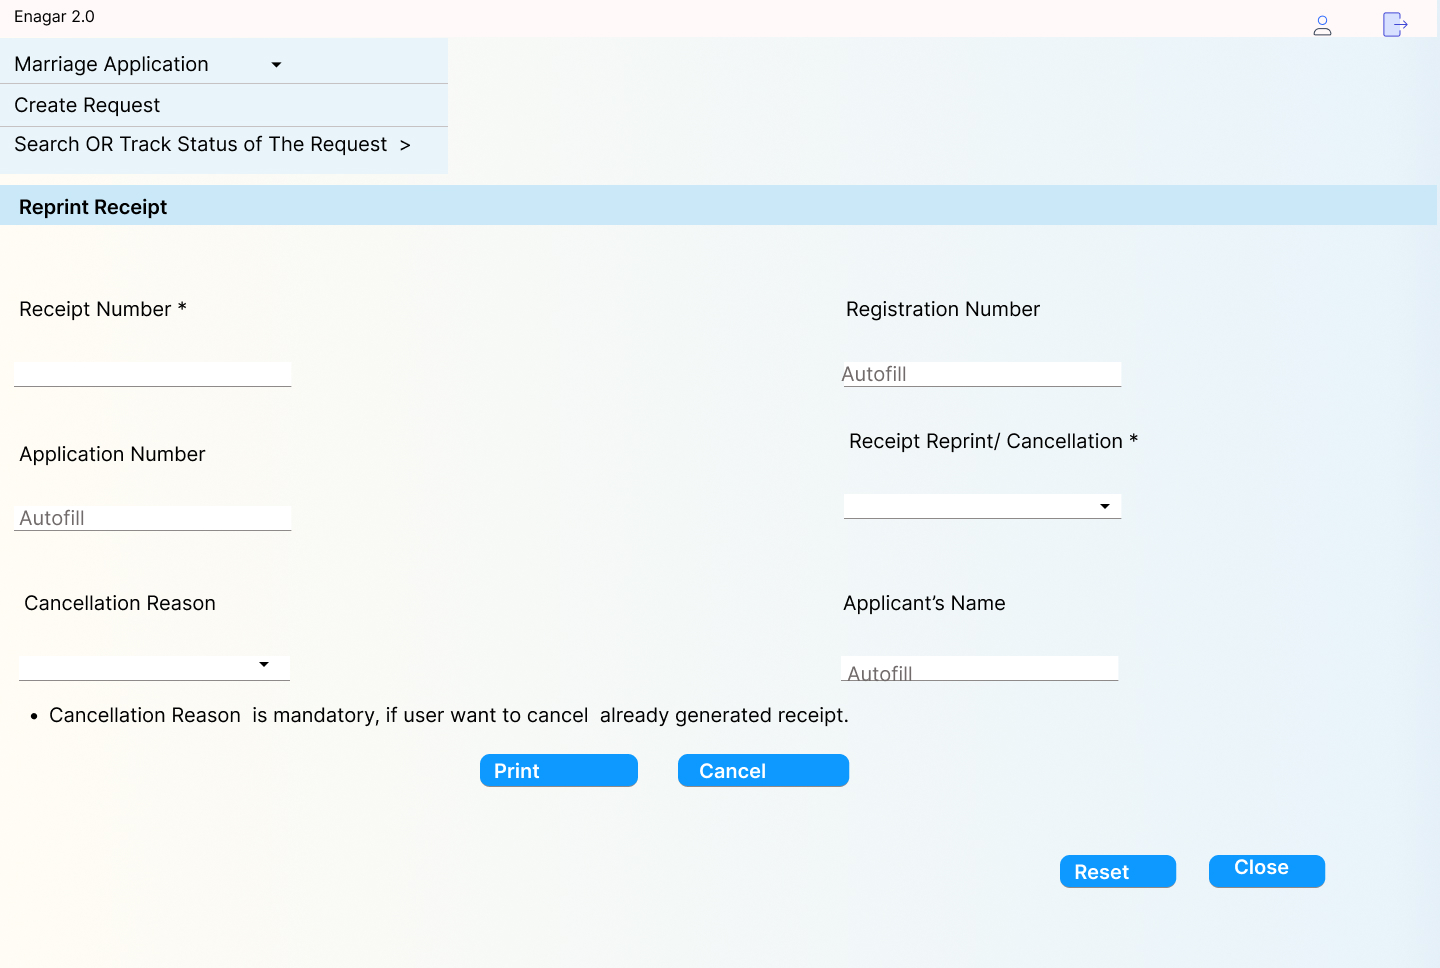 Enagar 2.0
Marriage Application
Create Request
Search OR Track Status of The Request >
Reprint Receipt
Receipt Number *
Registration Number
Autofill
Receipt Reprint/ Cancellation *
Application Number
Autofill
Cancellation Reason
Applicant’s Name
Autofill
• Cancellation Reason  is mandatory, if user want to cancel  already generated receipt.
Print
Cancel
Reset
Close